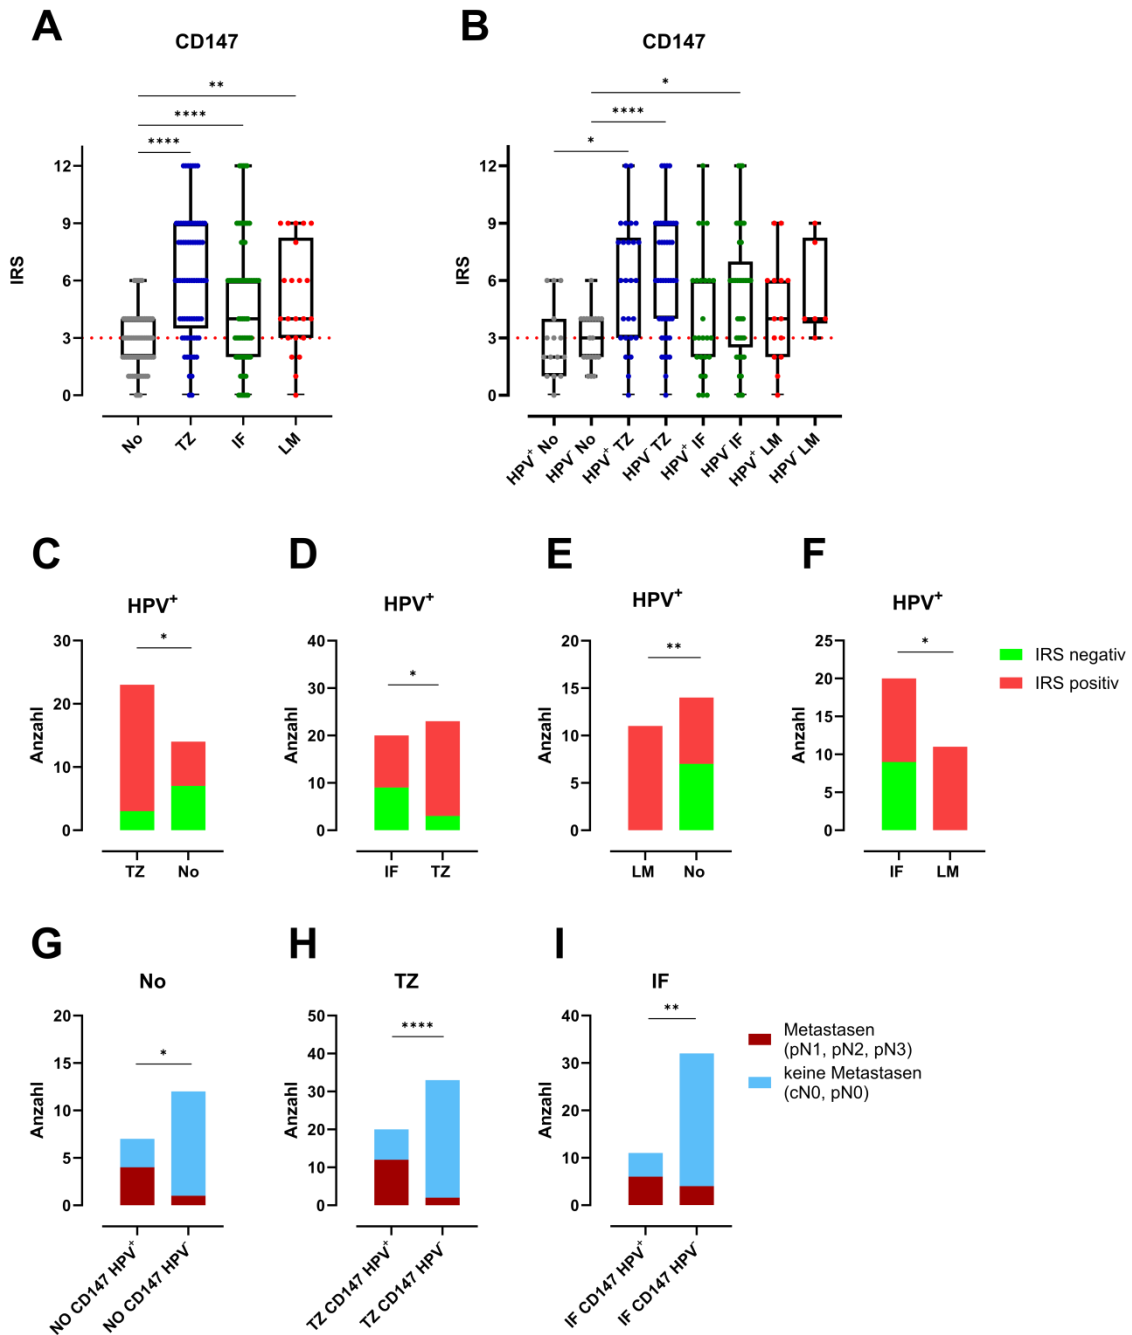 A
CD147
**
****
****
IRS
12
9
6
3
0
No
TZ
IF
LM
B
CD147
*
****
*
IRS
12
9
6
3
0
HPV⁺ No
HPV⁻ No
HPV⁺ TZ
HPV⁻ TZ
HPV⁺ IF
HPV⁻ IF
HPV⁺ LM
HPV⁻ LM
C
HPV⁺
*
Anzahl
30
20
10
0
TZ
No
D
HPV⁺
*
Anzahl
40
30
20
10
0
IF
TZ
E
HPV⁺
**
Anzahl
20
15
10
5
0
LM
No
F
HPV⁺
*
Anzahl
25
20
15
10
5
0
IF
LM
IRS negativ
IRS positiv
G
No
*
Anzahl
20
15
10
5
0
NO CD147 HPV⁺
NO CD147 HPV⁻
H
TZ
****
Anzahl
50
40
30
20
10
0
TZ CD147 HPV⁺
TZ CD147 HPV⁻
I
IF
**
Anzahl
40
30
20
10
0
IF CD147 HPV⁺
IF CD147 HPV⁻
Metastasen
(pN1, pN2, pN3)
keine Metastasen
(cN0, pN0)